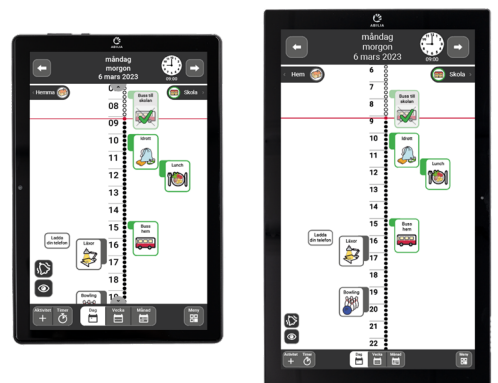 ABILIA
måndag
morgon
6 mars 2023
09:00
Hemma
Skola
08
09
10
11
12
13
14
15
16
17
18
Buss till
skolan
Idrott
Lunch
Buss
hem
Ladda
din telefon
Läxor
Bowling
Aktivitet
Timer
Dag
Vecka
Månad
Meny
ABILIA
måndag
morgon
6 mars 2023
09:00
Hem
Skola
6
7
8
9
10
11
12
13
14
15
16
17
18
19
20
21
22
Buss till
skolan
Idrott
Lunch
Buss
hem
Ladda
din telefon
Läxor
Bowling
Aktivitet
Timer
Dag
Vecka
Månad
Meny